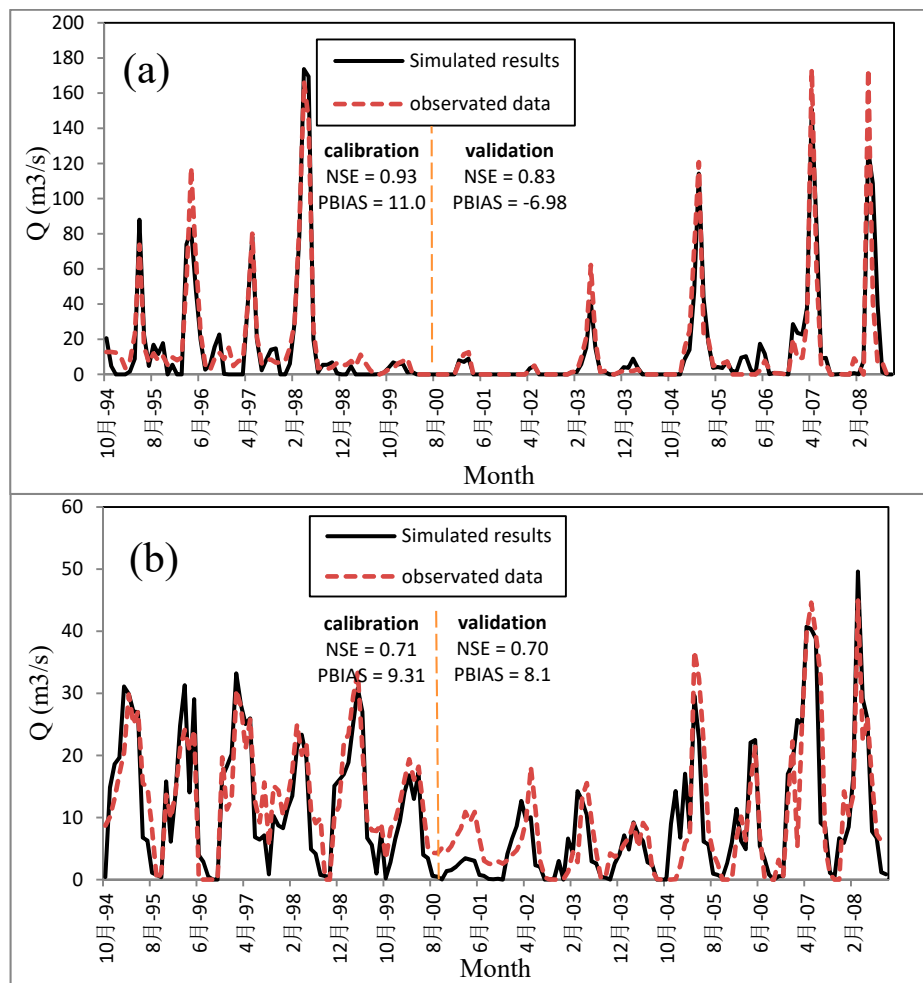 200
180
160
140
120
100
80
60
40
20
0
Q (m3/s)
(a)
Simulated results
observated data
calibration
NSE = 0.93
PBIAS = 11.0
validation
NSE = 0.83
PBIAS = -6.98
10月-94
8月-95
6月-96
4月-97
2月-98
12月-98
10月-99
8月-00
6月-01
4月-02
2月-03
12月-03
10月-04
8月-05
6月-06
4月-07
2月-08
Month
60
50
40
30
20
10
0
Q (m3/s)
(b)
Simulated results
observated data
calibration
NSE = 0.71
PBIAS = 9.31
validation
NSE = 0.70
PBIAS = 8.1
10月-94
8月-95
6月-96
4月-97
2月-98
12月-98
10月-99
8月-00
6月-01
4月-02
2月-03
12月-03
10月-04
8月-05
6月-06
4月-07
2月-08
Month